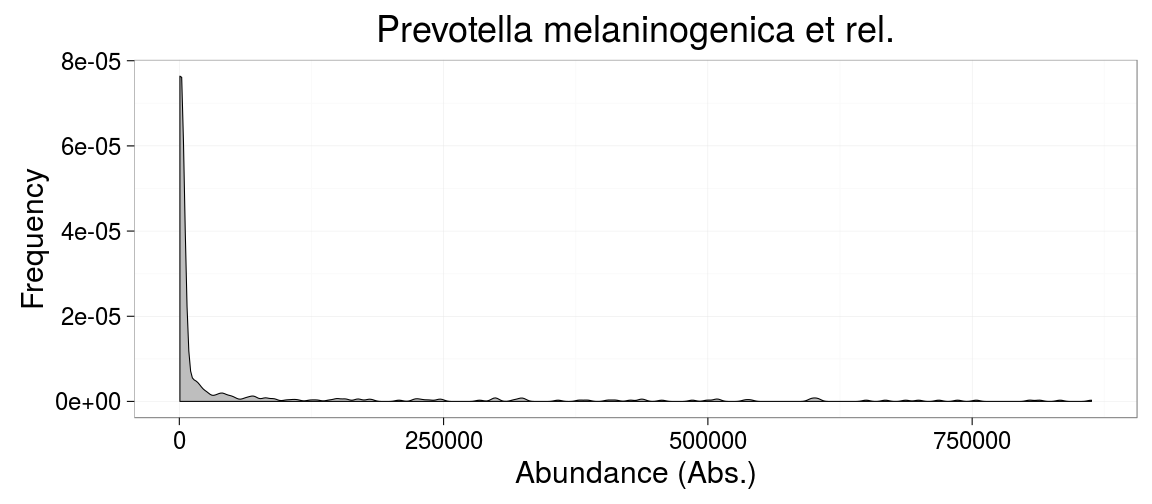 Prevotella melaninogenica et rel.
8e-05
6e-05
4e-05
2e-05
0e+00
Frequency
0 250000 500000 750000
Abundance (Abs.)